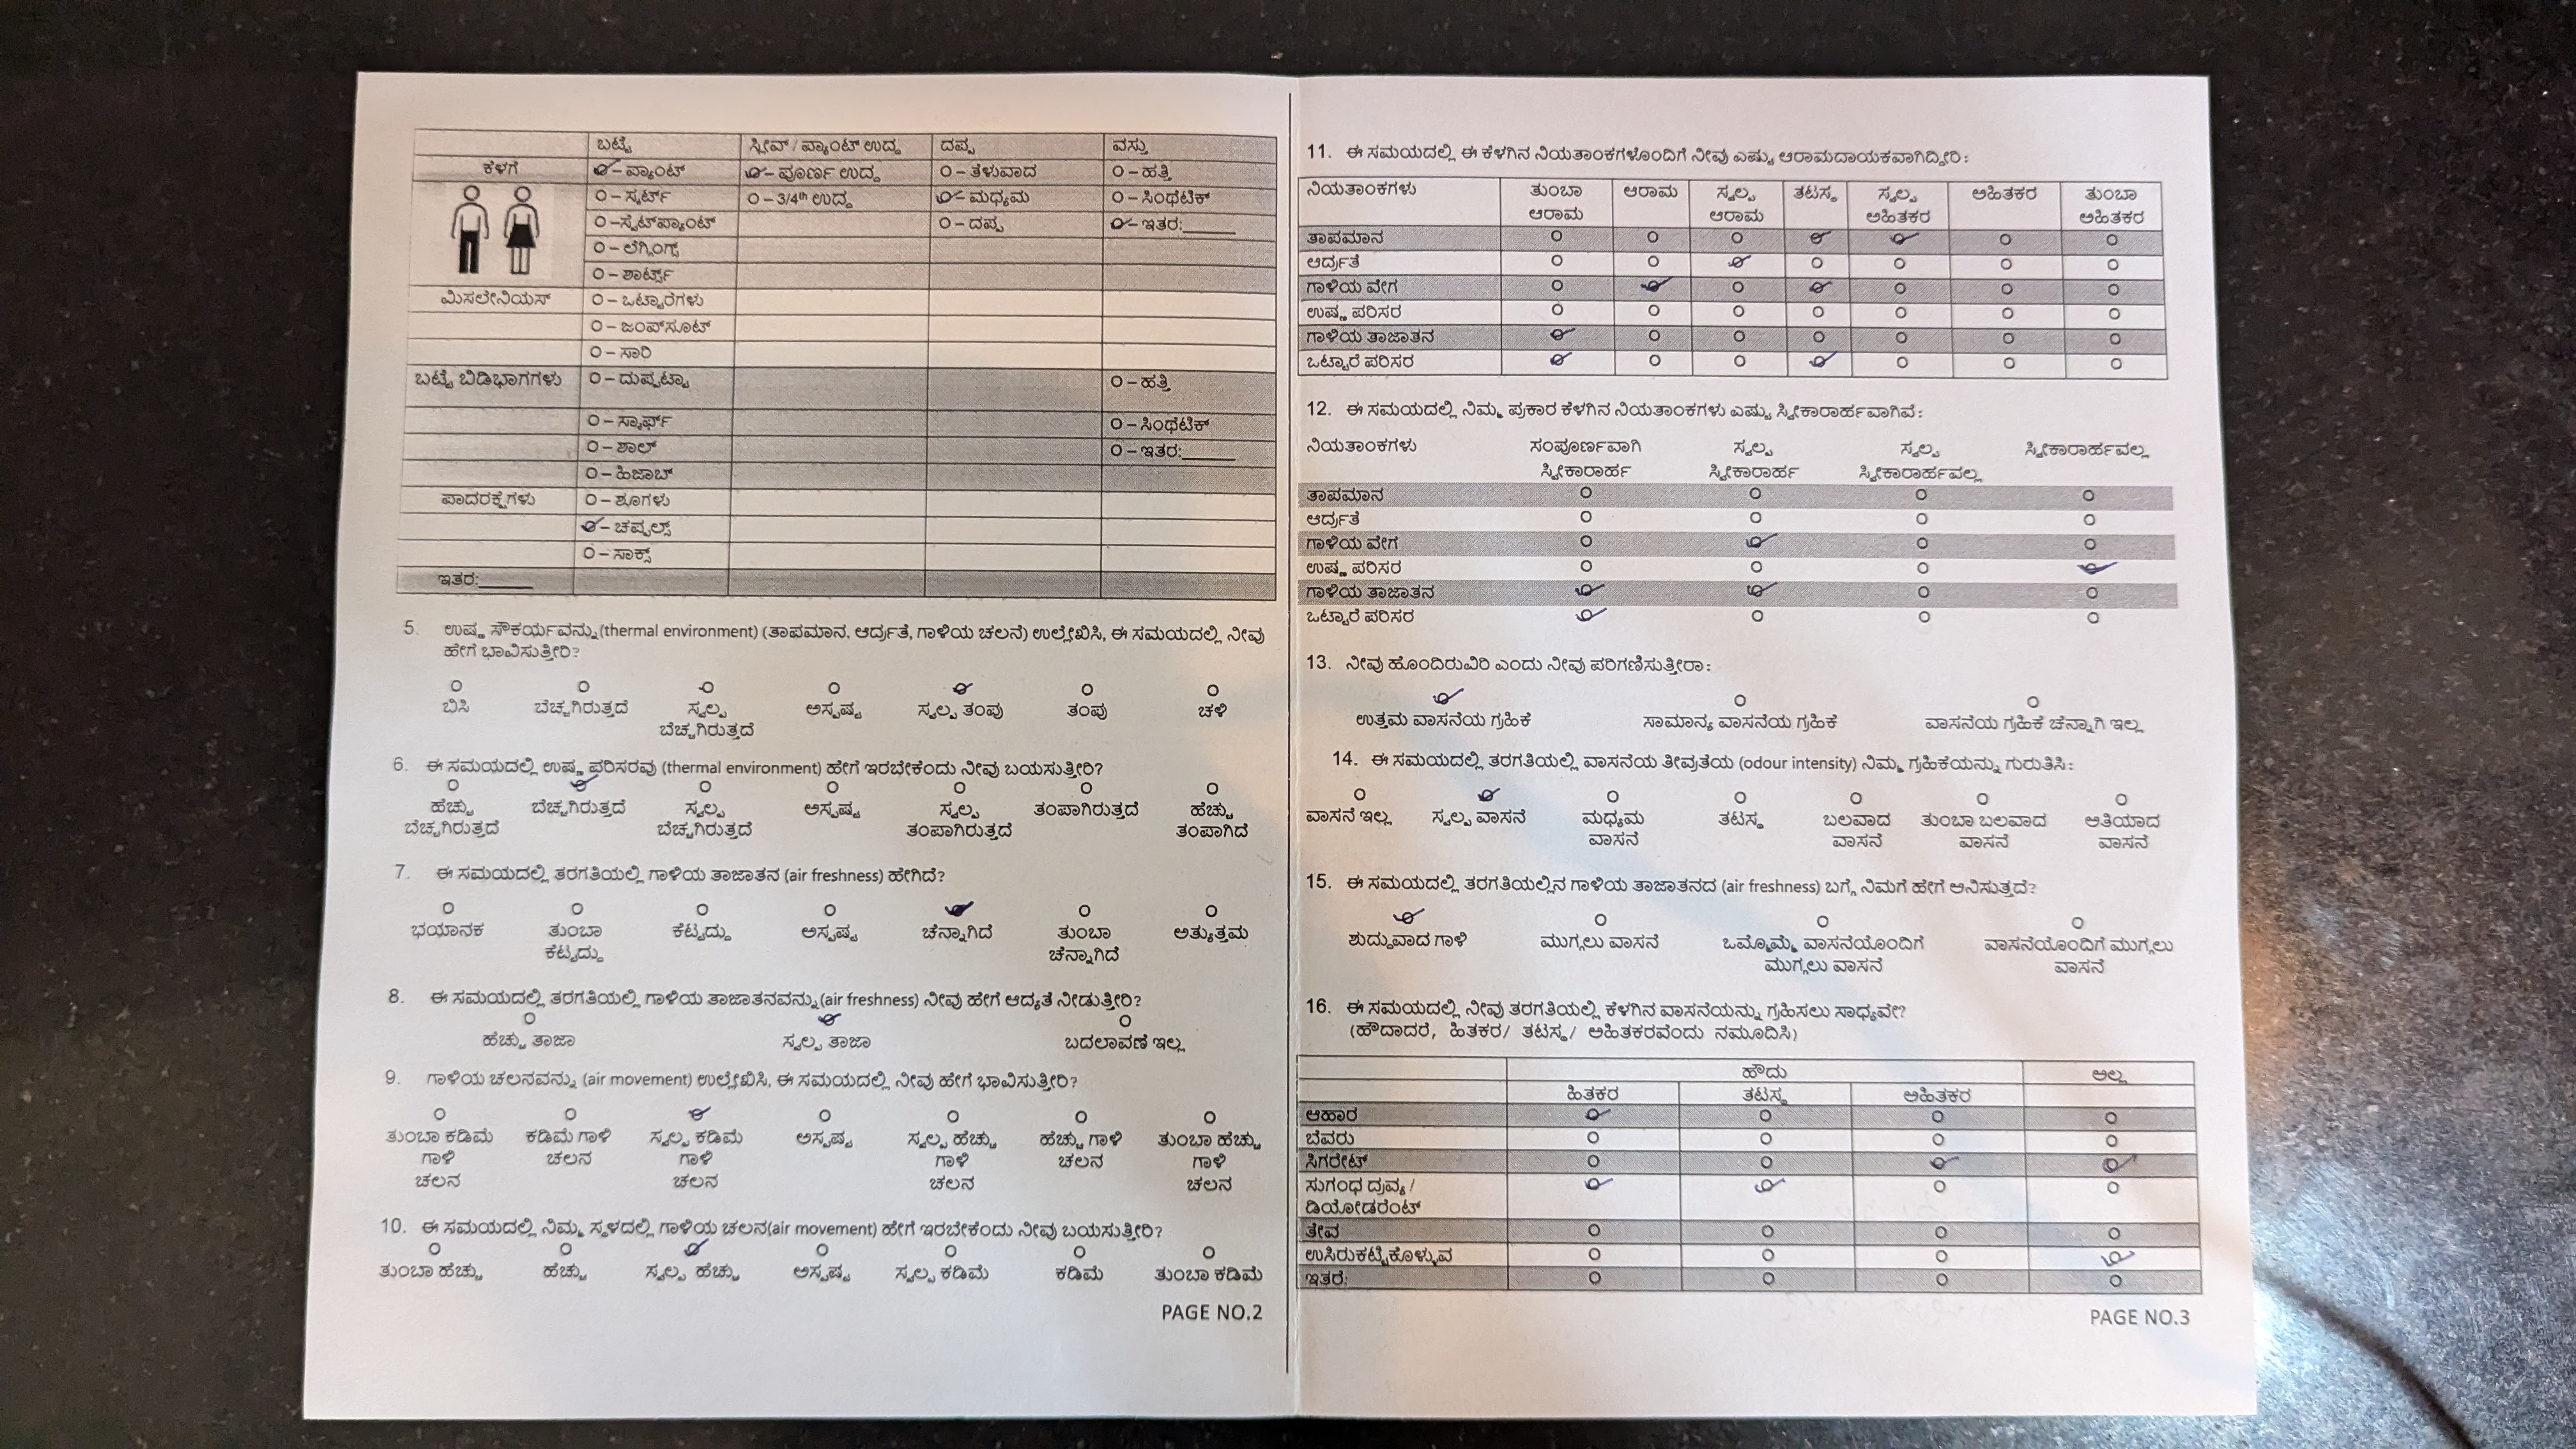 ಬಟ್ಟೆ ಸ್ಲೀವ್ / ಪ್ಯಾಂಟ್ ಉದ್ದ ದಪ್ಪ ವಸ್ತು
ಕೆಳಗೆ O – ಪ್ಯಾಂಟ್ O – ಪೂರ್ಣ ಉದ್ದ O – ತೆಳುವಾದ O – ಹತ್ತಿ
O – ಸ್ಕರ್ಟ್ O – 3/4th ಉದ್ದ O – ಮಧ್ಯಮ O – ಸಿಂಥೆಟಿಕ್
O –ಸ್ವೆಟ್‌ಪ್ಯಾಂಟ್ O – ದಪ್ಪ O – ಇತರ:______
O – ಲೆಗ್ಗಿಂಗ್ಸ್
O – ಶಾರ್ಟ್ಸ್
ಮಿಸಲೇನಿಯಸ್ O – ಒಟ್ಟಾರೆಗಳು
O – ಜಂಪ್‌ಸೂಟ್
O – ಸಾರಿ
ಬಟ್ಟೆ ಬಿಡಿಭಾಗಗಳು O – ದುಪ್ಪಟ್ಟಾ O – ಹತ್ತಿ
O – ಸ್ಕಾರ್ಫ್ O – ಸಿಂಥೆಟಿಕ್
O – ಶಾಲ್ O – ಇತರ:______
O – ಹಿಜಾಬ್
ಪಾದರಕ್ಷೆಗಳು O – ಶೂಗಳು
O – ಚಪ್ಪಲ್ಸ್
O – ಸಾಕ್ಸ್
ಇತರ:______
5. ಉಷ್ಣ ಸೌಕರ್ಯವನ್ನು (thermal environment) (ತಾಪಮಾನ, ಆರ್ದ್ರತೆ, ಗಾಳಿಯ ಚಲನೆ) ಉಲ್ಲೇಖಿಸಿ, ಈ ಸಮಯದಲ್ಲಿ ನೀವು
ಹೇಗೆ ಭಾವಿಸುತ್ತೀರಿ?
O O O O O O O
ಬಿಸಿ ಬೆಚ್ಚಗಿರುತ್ತದೆ ಸ್ವಲ್ಪ ಅಸ್ಪಷ್ಟ ಸ್ವಲ್ಪ ತಂಪು ತಂಪು ಚಳಿ
ಬೆಚ್ಚಗಿರುತ್ತದೆ
6. ಈ ಸಮಯದಲ್ಲಿ ಉಷ್ಣ ಪರಿಸರವು (thermal environment) ಹೇಗೆ ಇರಬೇಕೆಂದು ನೀವು ಬಯಸುತ್ತೀರಿ?
O O O O O O O
ಹೆಚ್ಚು ಬೆಚ್ಚಗಿರುತ್ತದೆ ಸ್ವಲ್ಪ ಅಸ್ಪಷ್ಟ ಸ್ವಲ್ಪ ತಂಪಾಗಿರುತ್ತದೆ ಹೆಚ್ಚು
ಬೆಚ್ಚಗಿರುತ್ತದೆ ಬೆಚ್ಚಗಿರುತ್ತದೆ ತಂಪಾಗಿರುತ್ತದೆ ತಂಪಾಗಿದೆ
7. ಈ ಸಮಯದಲ್ಲಿ ತರಗತಿಯಲ್ಲಿ ಗಾಳಿಯ ತಾಜಾತನ (air freshness) ಹೇಗಿದೆ?
O O O O O O O
ಭಯಾನಕ ತುಂಬಾ ಕೆಟ್ಟದ್ದು ಅಸ್ಪಷ್ಟ ಚೆನ್ನಾಗಿದೆ ತುಂಬಾ ಅತ್ಯುತ್ತಮ
ಕೆಟ್ಟದ್ದು ಚೆನ್ನಾಗಿದೆ
8. ಈ ಸಮಯದಲ್ಲಿ ತರಗತಿಯಲ್ಲಿ ಗಾಳಿಯ ತಾಜಾತನವನ್ನು (air freshness) ನೀವು ಹೇಗೆ ಆದ್ಯತೆ ನೀಡುತ್ತೀರಿ?
O O O
ಹೆಚ್ಚು ತಾಜಾ ಸ್ವಲ್ಪ ತಾಜಾ ಬದಲಾವಣೆ ಇಲ್ಲ
9. ಗಾಳಿಯ ಚಲನವನ್ನು (air movement) ಉಲ್ಲೇಖಿಸಿ, ಈ ಸಮಯದಲ್ಲಿ ನೀವು ಹೇಗೆ ಭಾವಿಸುತ್ತೀರಿ?
O O O O O O O
ತುಂಬಾ ಕಡಿಮೆ ಕಡಿಮೆ ಗಾಳಿ ಸ್ವಲ್ಪ ಕಡಿಮೆ ಅಸ್ಪಷ್ಟ ಸ್ವಲ್ಪ ಹೆಚ್ಚು ಹೆಚ್ಚು ಗಾಳಿ ತುಂಬಾ ಹೆಚ್ಚು
ಗಾಳಿ ಚಲನ ಗಾಳಿ ಗಾಳಿ ಚಲನ ಗಾಳಿ
ಚಲನ ಚಲನ ಚಲನ ಚಲನ
10. ಈ ಸಮಯದಲ್ಲಿ ನಿಮ್ಮ ಸ್ಥಳದಲ್ಲಿ ಗಾಳಿಯ ಚಲನ(air movement) ಹೇಗೆ ಇರಬೇಕೆಂದು ನೀವು ಬಯಸುತ್ತೀರಿ?
O O O O O O O
ತುಂಬಾ ಹೆಚ್ಚು ಹೆಚ್ಚು ಸ್ವಲ್ಪ ಹೆಚ್ಚು ಅಸ್ಪಷ್ಟ ಸ್ವಲ್ಪ ಕಡಿಮೆ ಕಡಿಮೆ ತುಂಬಾ ಕಡಿಮೆ
PAGE NO.2
11. ಈ ಸಮಯದಲ್ಲಿ ಈ ಕೆಳಗಿನ ನಿಯತಾಂಕಗಳೊಂದಿಗೆ ನೀವು ಎಷ್ಟು ಆರಾಮದಾಯಕವಾಗಿದ್ದೀರಿ:
ನಿಯತಾಂಕಗಳು ತುಂಬಾ ಆರಾಮ ಸ್ವಲ್ಪ ತಟಸ್ಥ ಸ್ವಲ್ಪ ಅಹಿತಕರ ತುಂಬಾ
ಆರಾಮ ಆರಾಮ ಅಹಿತಕರ ಅಹಿತಕರ
ತಾಪಮಾನ O O O O O O O
ಆರ್ದ್ರತೆ O O O O O O O
ಗಾಳಿಯ ವೇಗ O O O O O O O
ಉಷ್ಣ ಪರಿಸರ O O O O O O O
ಗಾಳಿಯ ತಾಜಾತನ O O O O O O O
ಒಟ್ಟಾರೆ ಪರಿಸರ O O O O O O O
12. ಈ ಸಮಯದಲ್ಲಿ ನಿಮ್ಮ ಪ್ರಕಾರ ಕೆಳಗಿನ ನಿಯತಾಂಕಗಳು ಎಷ್ಟು ಸ್ವೀಕಾರಾರ್ಹವಾಗಿವೆ:
ನಿಯತಾಂಕಗಳು ಸಂಪೂರ್ಣವಾಗಿ ಸ್ವಲ್ಪ ಸ್ವಲ್ಪ ಸ್ವೀಕಾರಾರ್ಹವಲ್ಲ
ಸ್ವೀಕಾರಾರ್ಹ ಸ್ವೀಕಾರಾರ್ಹ ಸ್ವೀಕಾರಾರ್ಹವಲ್ಲ
ತಾಪಮಾನ O O O O
ಆರ್ದ್ರತೆ O O O O
ಗಾಳಿಯ ವೇಗ O O O O
ಉಷ್ಣ ಪರಿಸರ O O O O
ಗಾಳಿಯ ತಾಜಾತನ O O O O
ಒಟ್ಟಾರೆ ಪರಿಸರ O O O O
13. ನೀವು ಹೊಂದಿರುವಿರಿ ಎಂದು ನೀವು ಪರಿಗಣಿಸುತ್ತೀರಾ:
O O O
ಉತ್ತಮ ವಾಸನೆಯ ಗ್ರಹಿಕೆ ಸಾಮಾನ್ಯ ವಾಸನೆಯ ಗ್ರಹಿಕೆ ವಾಸನೆಯ ಗ್ರಹಿಕೆ ಚೆನ್ನಾಗಿ ಇಲ್ಲ
14. ಈ ಸಮಯದಲ್ಲಿ ತರಗತಿಯಲ್ಲಿ ವಾಸನೆಯ ತೀವ್ರತೆಯ (odour intensity) ನಿಮ್ಮ ಗ್ರಹಿಕೆಯನ್ನು ಗುರುತಿಸಿ:
O O O O O O O
ವಾಸನೆ ಇಲ್ಲ ಸ್ವಲ್ಪ ವಾಸನೆ ಮಧ್ಯಮ ತಟಸ್ಥ ಬಲವಾದ ತುಂಬಾ ಬಲವಾದ ಅತಿಯಾದ
ವಾಸನೆ ವಾಸನೆ ವಾಸನೆ ವಾಸನೆ
15. ಈ ಸಮಯದಲ್ಲಿ ತರಗತಿಯಲ್ಲಿನ ಗಾಳಿಯ ತಾಜಾತನದ (air freshness) ಬಗ್ಗೆ ನಿಮಗೆ ಹೇಗೆ ಅನಿಸುತ್ತದೆ?
O O O O
ಶುದ್ಧವಾದ ಗಾಳಿ ಮುಗ್ಗಲು ವಾಸನೆ ಒಮ್ಮೊಮ್ಮೆ ವಾಸನೆಯೊಂದಿಗೆ ವಾಸನೆಯೊಂದಿಗೆ ಮುಗ್ಗಲು
ಮುಗ್ಗಲು ವಾಸನೆ ವಾಸನೆ
16. ಈ ಸಮಯದಲ್ಲಿ ನೀವು ತರಗತಿಯಲ್ಲಿ ಕೆಳಗಿನ ವಾಸನೆಯನ್ನು ಗ್ರಹಿಸಲು ಸಾಧ್ಯವೇ?
(ಹೌದಾದರೆ, ಹಿತಕರ/ ತಟಸ್ಥ/ ಅಹಿತಕರವೆಂದು ನಮೂದಿಸಿ)
ಹೌದು ಅಲ್ಲ
ಹಿತಕರ ತಟಸ್ಥ ಅಹಿತಕರ
ಆಹಾರ O O O O
ಬೆವರು O O O O
ಸಿಗರೇಟ್ O O O O
ಸುಗಂಧ ದ್ರವ್ಯ / O O O O
ಡಿಯೋಡರೆಂಟ್
ತೇವ O O O O
ಉಸಿರುಕಟ್ಟಿಕೊಳ್ಳುವ O O O O
ಇತರ: O O O O
PAGE NO.3